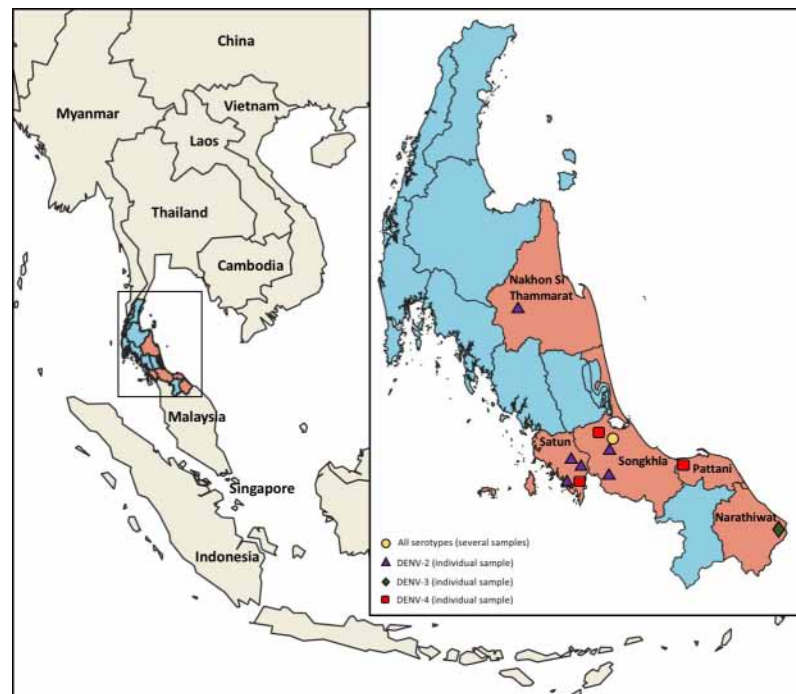 China
Myanmar
Vietnam
Laos
Thailand
Cambodia
Malaysia
Singapore
Indonesia
Nakhon Si
Thammarat
Satun
Songkhla
Pattani
Narathiwat
All serotypes (several samples)
DENV-2 (individual sample)
DENV-3 (individual sample)
DENV-4 (individual sample)